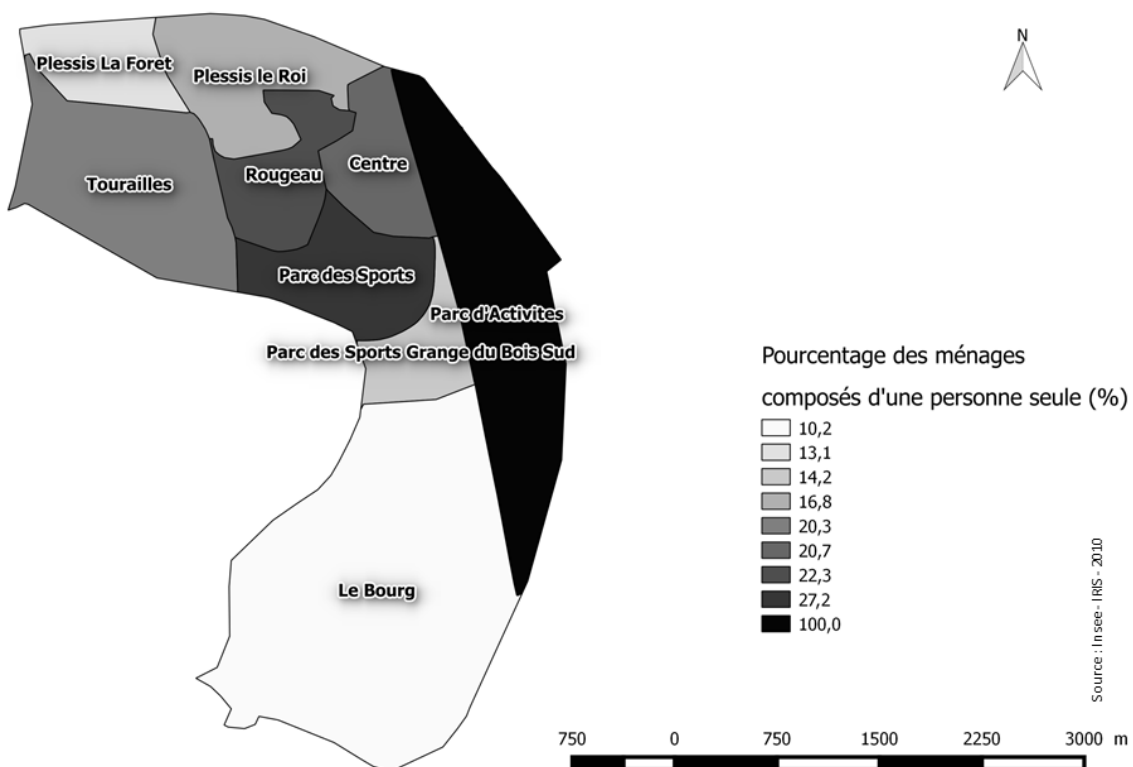 N
Plessis La Foret
Plessis le Roi
Centre
Rougeau
Tourailles
Parc des Sports
Parc d'Activites
Parc des Sports Grange du Bois Sud
Le Bourg
Pourcentage des ménages
composés d'une personne seule (%)
10,2
13,1
14,2
16,8
20,3
20,7
22,3
27,2
100,0
Source : Insee - IRIS - 2010
750 0 750 1500 2250 3000 m